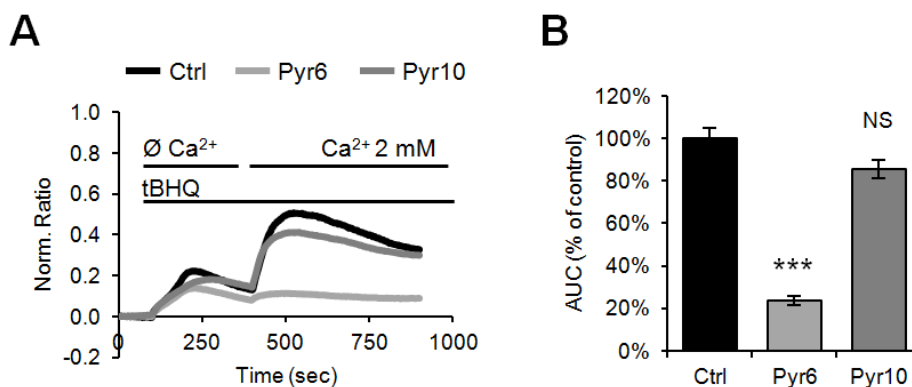 A
Ctrl Pyr6 Pyr10
1.0
0.8
0.6
0.4
0.2
0.0
-0.2
Norm. Ratio
Ø Ca²⁺ Ca²⁺ 2 mM
tBHQ
0 250 500 750 1000
Time (sec)
B
120%
100%
80%
60%
40%
20%
0%
AUC (% of control)
NS
***
Ctrl Pyr6 Pyr10